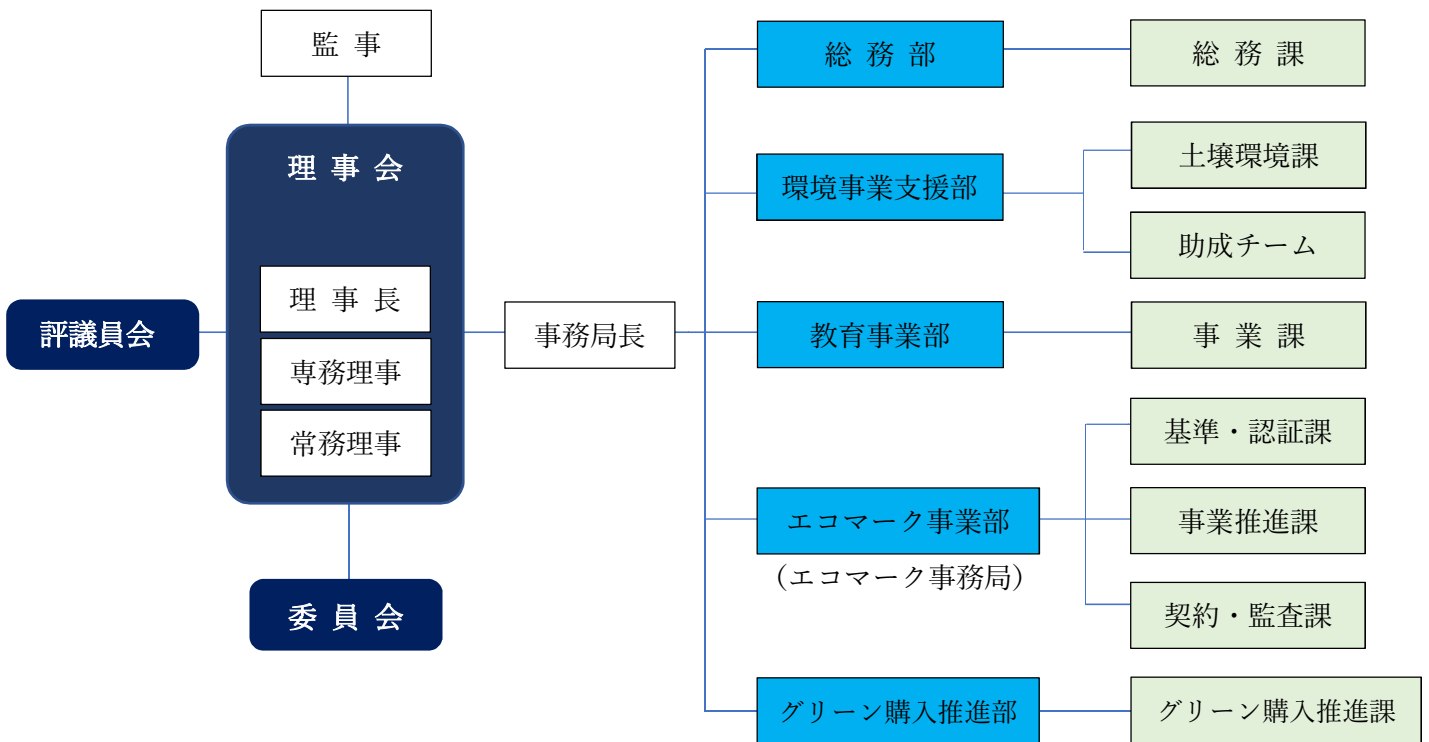 監 事
理 事 会
理 事 長
専務理事
常務理事
評議員会
委 員 会
事務局長
総 務 部
総 務 課
環境事業支援部
土壌環境課
助成チーム
教育事業部
事 業 課
エコマーク事業部
（エコマーク事務局）
基準・認証課
事業推進課
契約・監査課
グリーン購入推進部
グリーン購入推進課